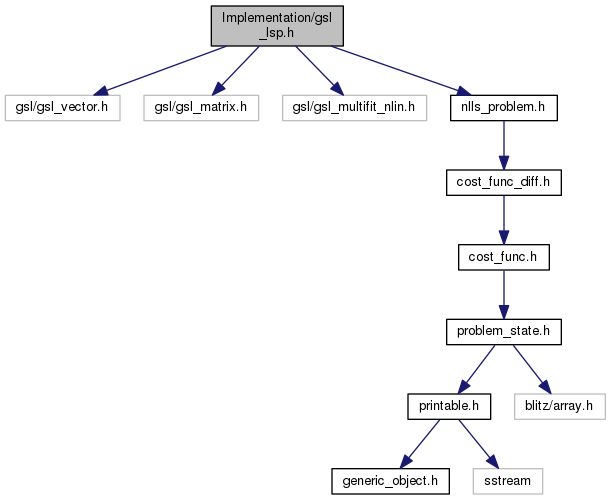 Implementation/gsl
_lsp.h
gsl/gsl_vector.h
gsl/gsl_matrix.h
gsl/gsl_multifit_nlin.h
nlls_problem.h
cost_func_diff.h
cost_func.h
problem_state.h
printable.h
blitz/array.h
generic_object.h
sstream